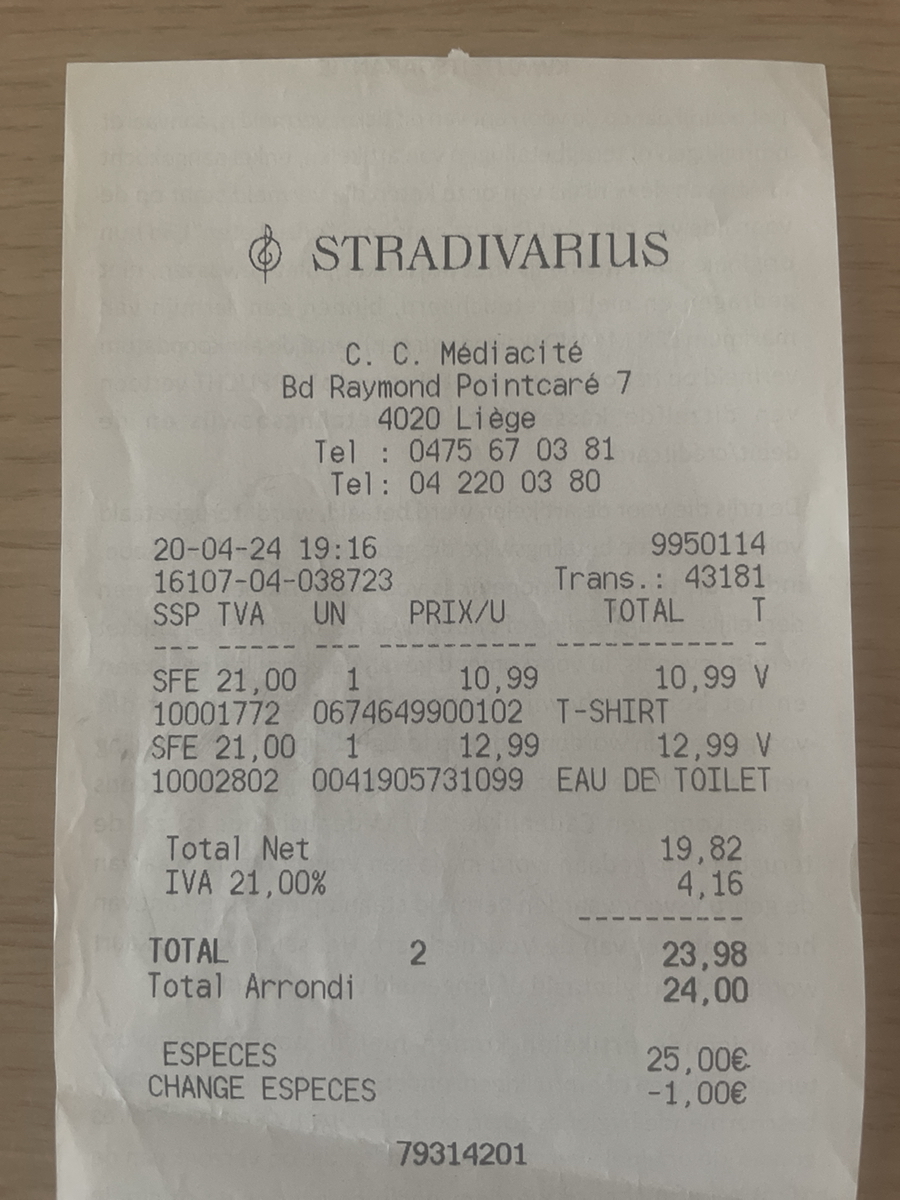 STRADIVARIUS
C. C. Médiacité
Bd Raymond Pointcaré 7
4020 Liège
Tel : 0475 67 03 81
Tel: 04 220 03 80
20-04-24 19:16 9950114
16107-04-038723 Trans.: 43181
SSP TVA UN PRIX/U TOTAL T
--- ----- --- ---------- ----------- -
SFE 21,00 1 10,99 10,99 V
10001772 0674649900102 T-SHIRT
SFE 21,00 1 12,99 12,99 V
10002802 0041905731099 EAU DE TOILET
Total Net 19,82
IVA 21,00% 4,16
----------
TOTAL 2 23,98
Total Arrondi 24,00
ESPECES 25,00€
CHANGE ESPECES -1,00€
79314201